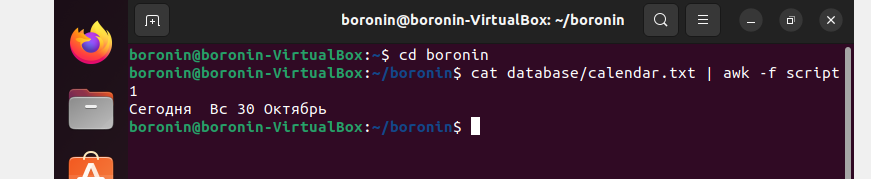 boronin@boronin-VirtualBox: ~/boronin
boronin@boronin-VirtualBox:~$ cd boronin
boronin@boronin-VirtualBox:~/boronin$ cat database/calendar.txt | awk -f script
1
Сегодня  Вс 30 Октябрь
boronin@boronin-VirtualBox:~/boronin$